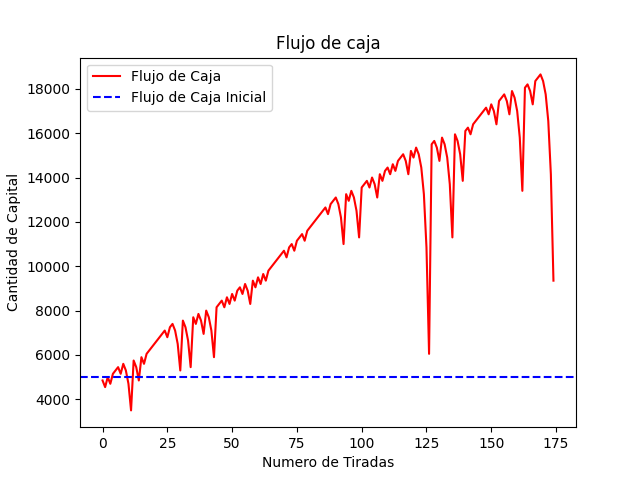 Flujo de caja
Flujo de Caja
Flujo de Caja Inicial
Cantidad de Capital
18000
16000
14000
12000
10000
8000
6000
4000
0 25 50 75 100 125 150 175
Numero de Tiradas